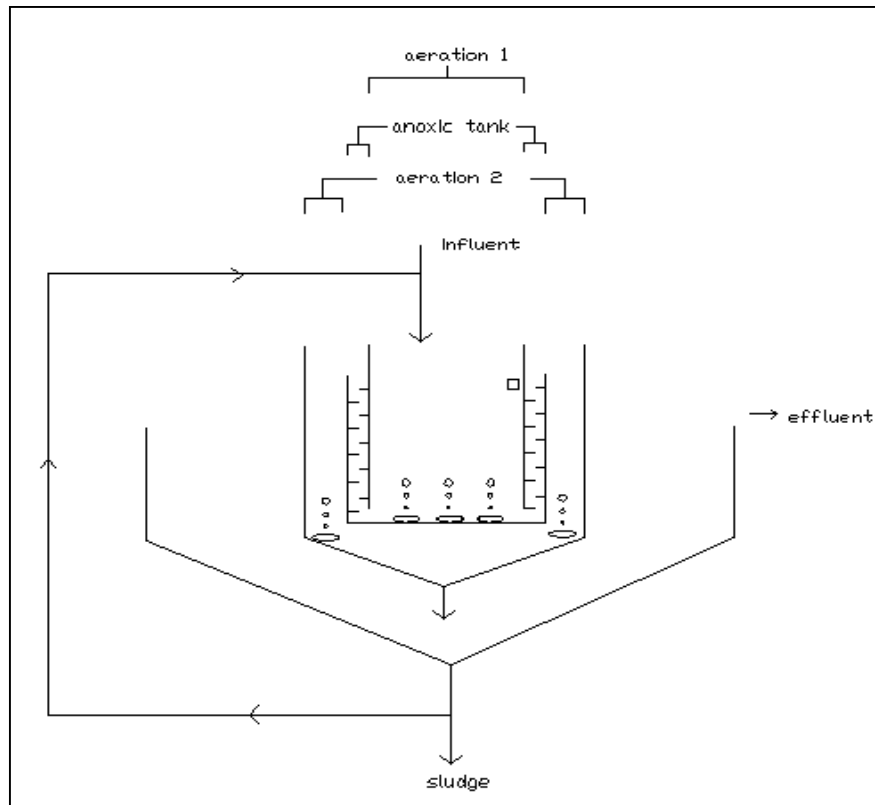 aeration 1
anoxic tank
aeration 2
Influent
effluent
sludge